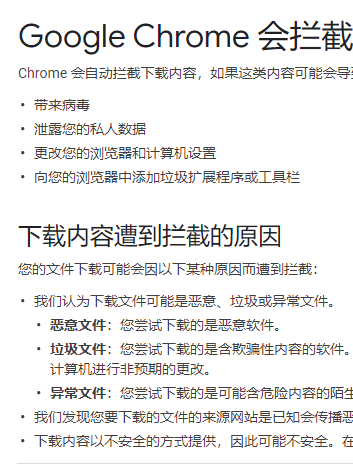 Google Chrome 会拦截
Chrome 会自动拦截下载内容，如果这类内容可能会导
• 带来病毒
• 泄露您的私人数据
• 更改您的浏览器和计算机设置
• 向您的浏览器中添加垃圾扩展程序或工具栏
下载内容遭到拦截的原因
您的文件下载可能会因以下某种原因而遭到拦截：
• 我们认为下载文件可能是恶意、垃圾或异常文件。
• 恶意文件：您尝试下载的是恶意软件。
• 垃圾文件：您尝试下载的是含欺骗性内容的软件。
计算机进行非预期的更改。
• 异常文件：您尝试下载的是可能含危险内容的陌生
• 我们发现您要下载的文件的来源网站是已知会传播恶
• 下载内容以不安全的方式提供，因此可能不安全。在